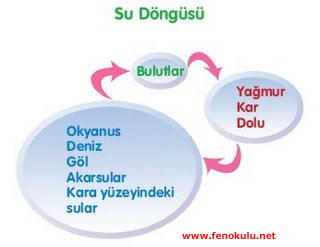 Su Döngüsü
Bulutlar
Yağmur
Kar
Dolu
Okyanus
Deniz
Göl
Akarsular
Kara yüzeyindeki
sular
www.fenokulu.net